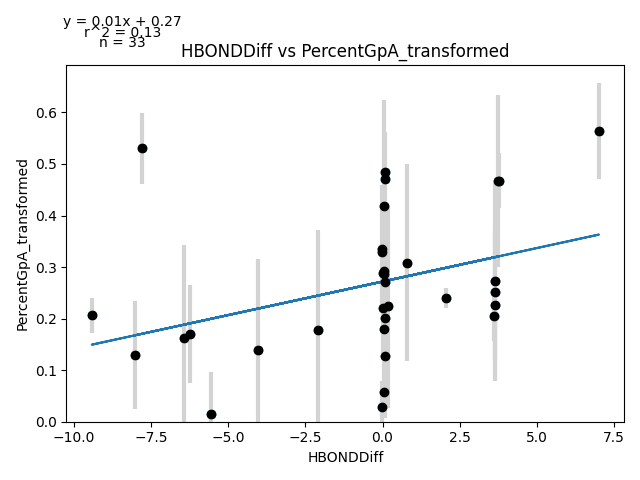 y = 0.01x + 0.27
r^2 = 0.13
n = 33
HBONDDiff vs PercentGpA_transformed
PercentGpA_transformed
0.6
0.5
0.4
0.3
0.2
0.1
0.0
−10.0 −7.5 −5.0 −2.5 0.0 2.5 5.0 7.5
HBONDDiff